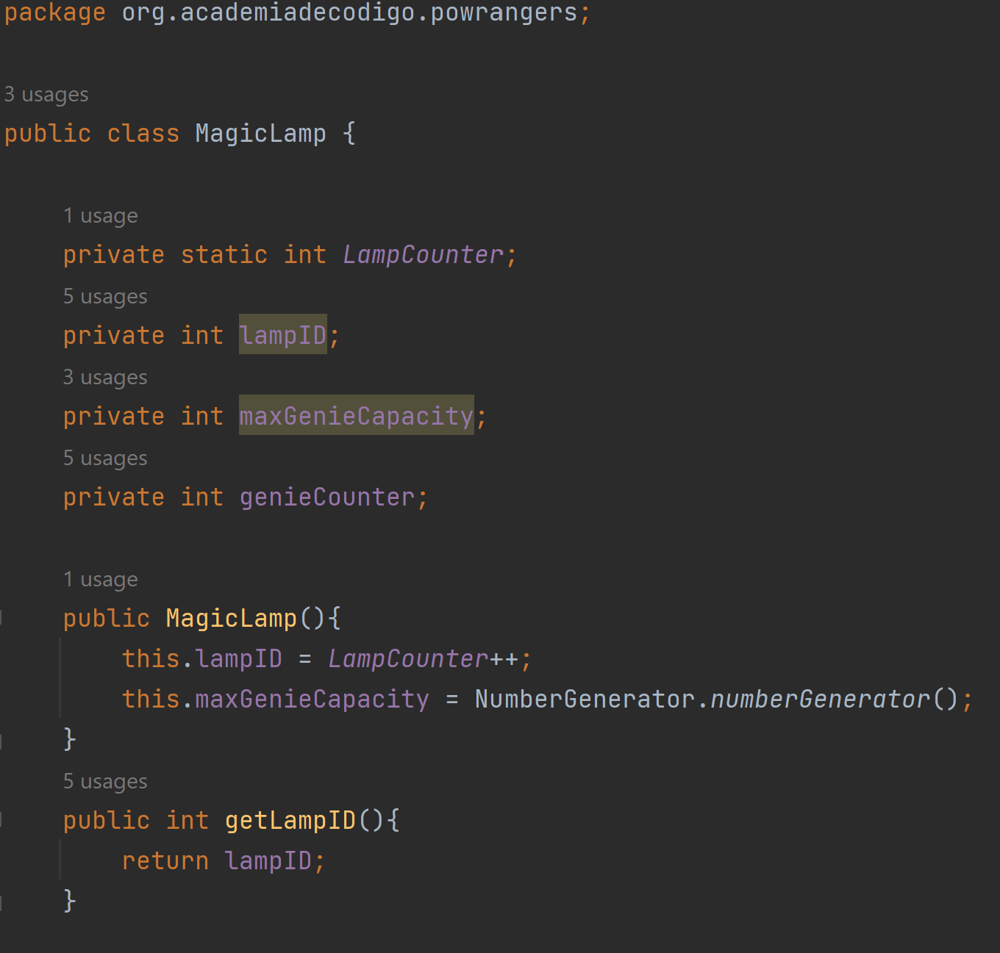 package org.academiadecodigo.powrangers;
3 usages
public class MagicLamp {
1 usage
private static int LampCounter;
5 usages
private int lampID;
3 usages
private int maxGenieCapacity;
5 usages
private int genieCounter;
1 usage
public MagicLamp(){
this.lampID = LampCounter++;
this.maxGenieCapacity = NumberGenerator.numberGenerator();
}
5 usages
public int getLampID(){
return lampID;
}